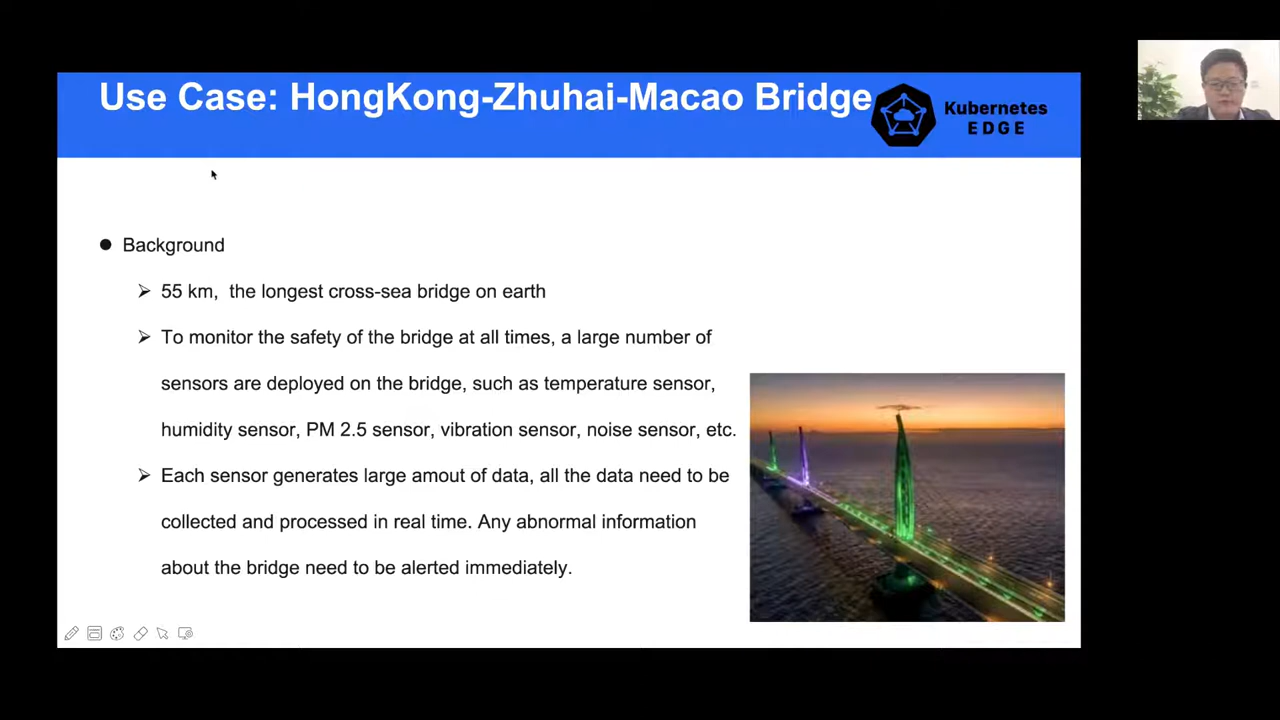 Use Case: HongKong-Zhuhai-Macao Bridge
Kubernetes
EDGE
Background
55 km, the longest cross-sea bridge on earth
To monitor the safety of the bridge at all times, a large number of
sensors are deployed on the bridge, such as temperature sensor,
humidity sensor, PM 2.5 sensor, vibration sensor, noise sensor, etc.
Each sensor generates large amout of data, all the data need to be
collected and processed in real time. Any abnormal information
about the bridge need to be alerted immediately.